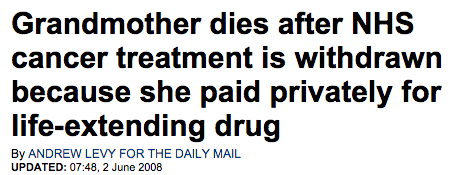 Grandmother dies after NHS
cancer treatment is withdrawn
because she paid privately for
life-extending drug
By ANDREW LEVY FOR THE DAILY MAIL
UPDATED: 07:48, 2 June 2008